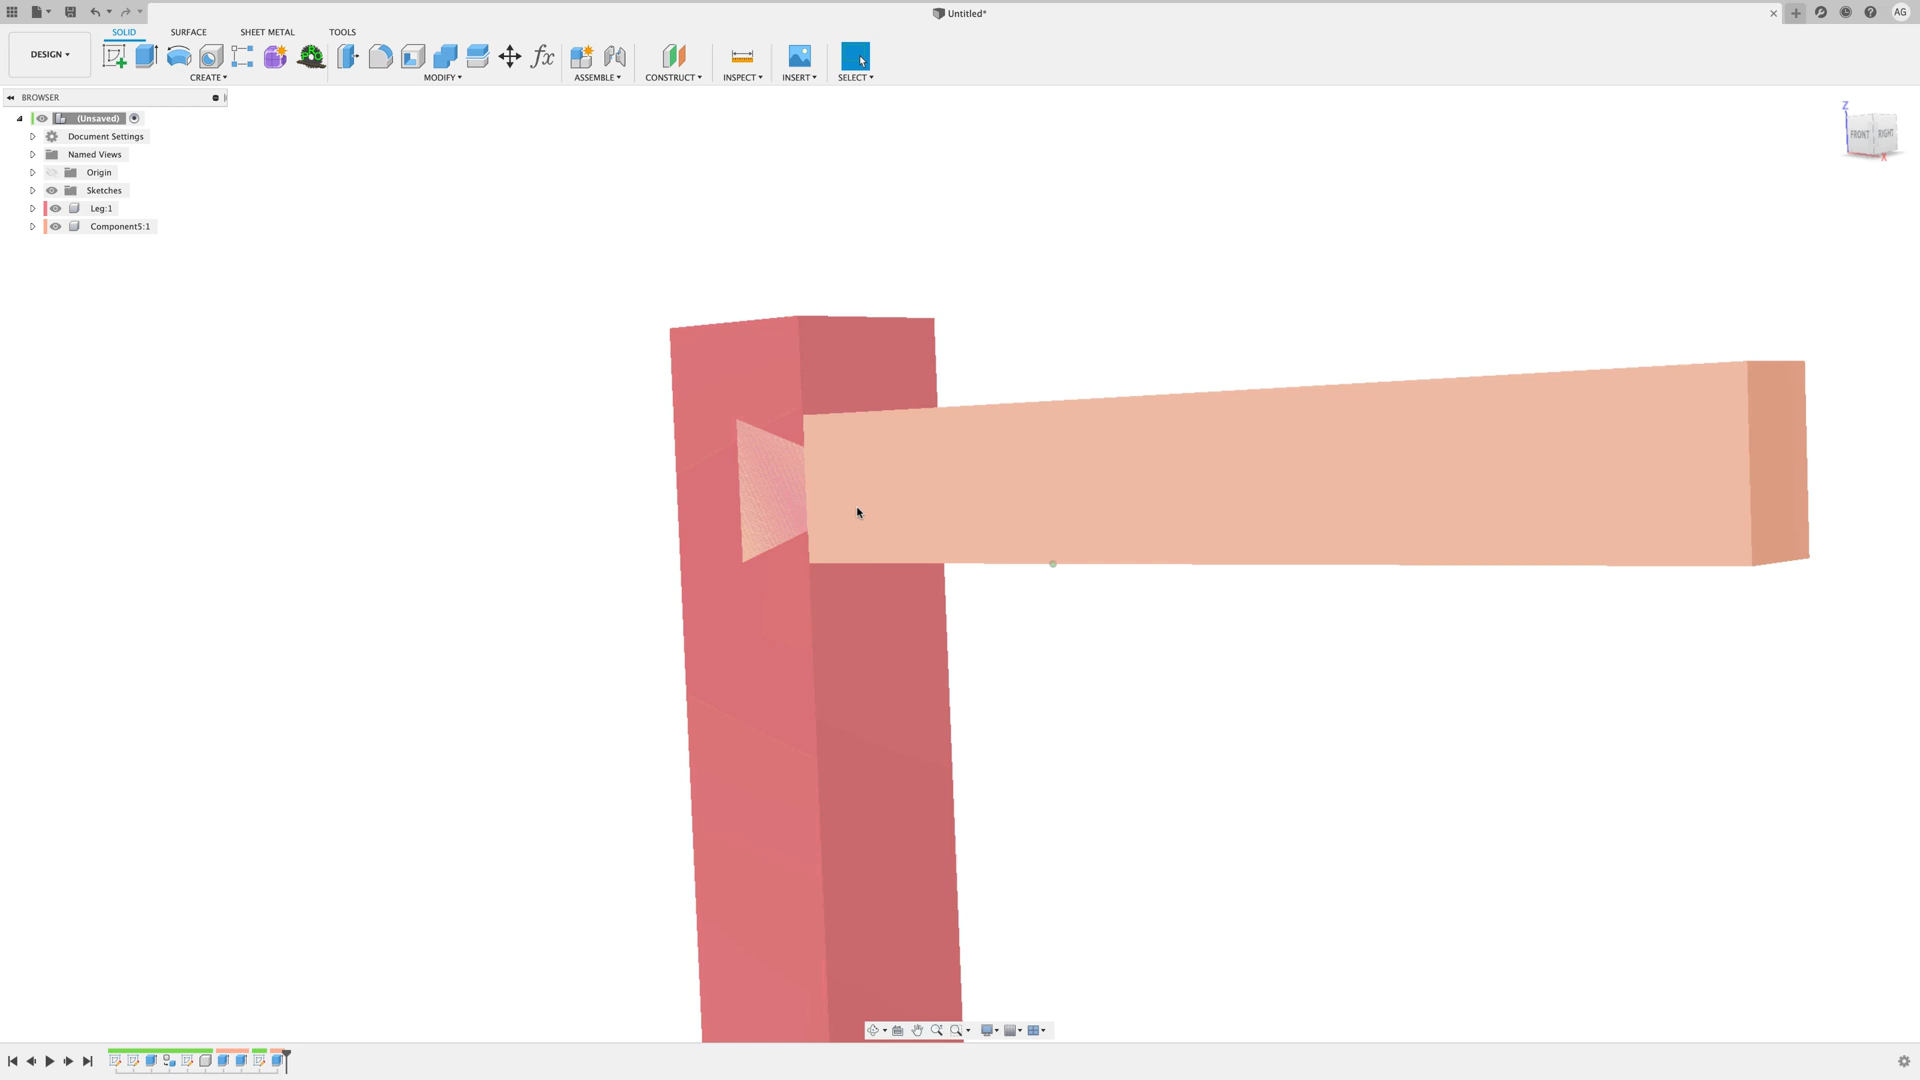 Untitled*
AG
DESIGN
SOLID
SURFACE
SHEET METAL
TOOLS
CREATE
MODIFY
fx
ASSEMBLE
CONSTRUCT
INSPECT
INSERT
SELECT
BROWSER
(Unsaved)
Document Settings
Named Views
Origin
Sketches
Leg:1
Component5:1
Z
FRONT
RIGHT
X